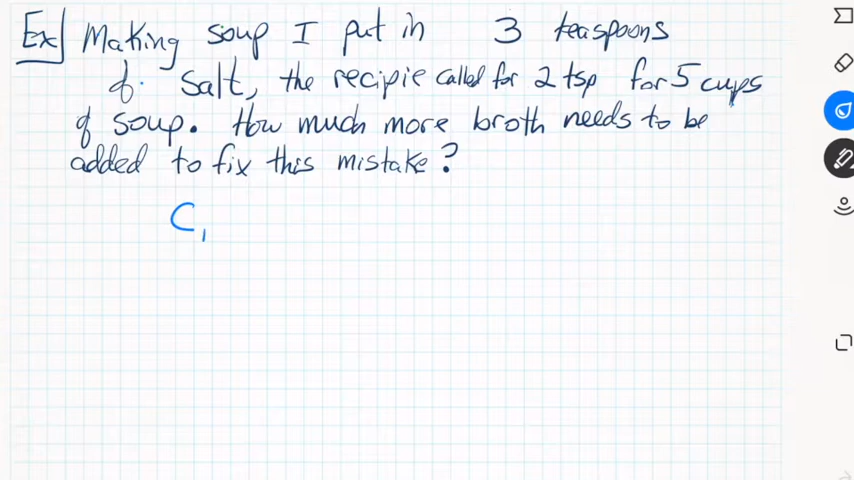 Ex Making soup I put in 3 teaspoons
of salt, the recipie called for 2 tsp for 5 cups
of soup. How much more broth needs to be
added to fix this mistake?
C1